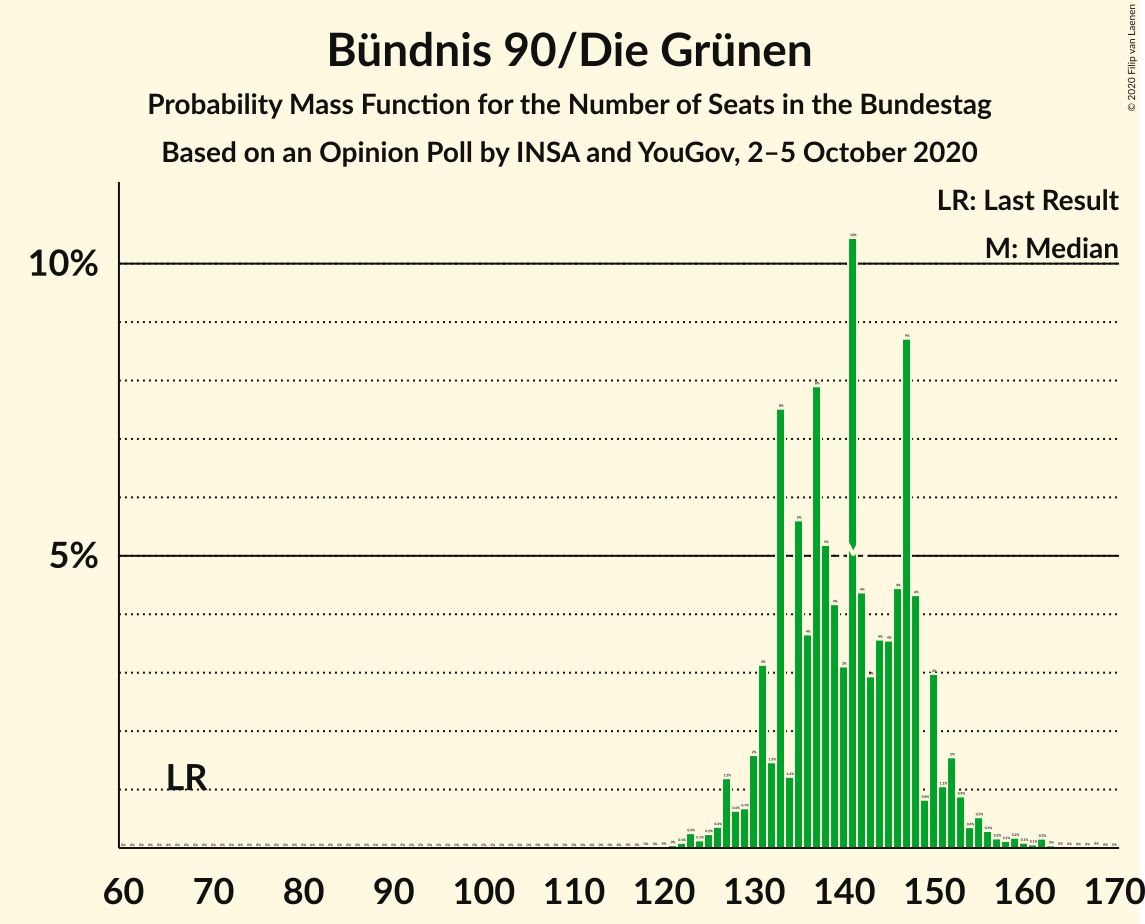 Bündnis 90/Die Grünen
Probability Mass Function for the Number of Seats in the Bundestag
Based on an Opinion Poll by INSA and YouGov, 2–5 October 2020
© 2020 Filip van Laenen
LR: Last Result
M: Median
10%
5%
LR
60 70 80 90 100 110 120 130 140 150 160 170